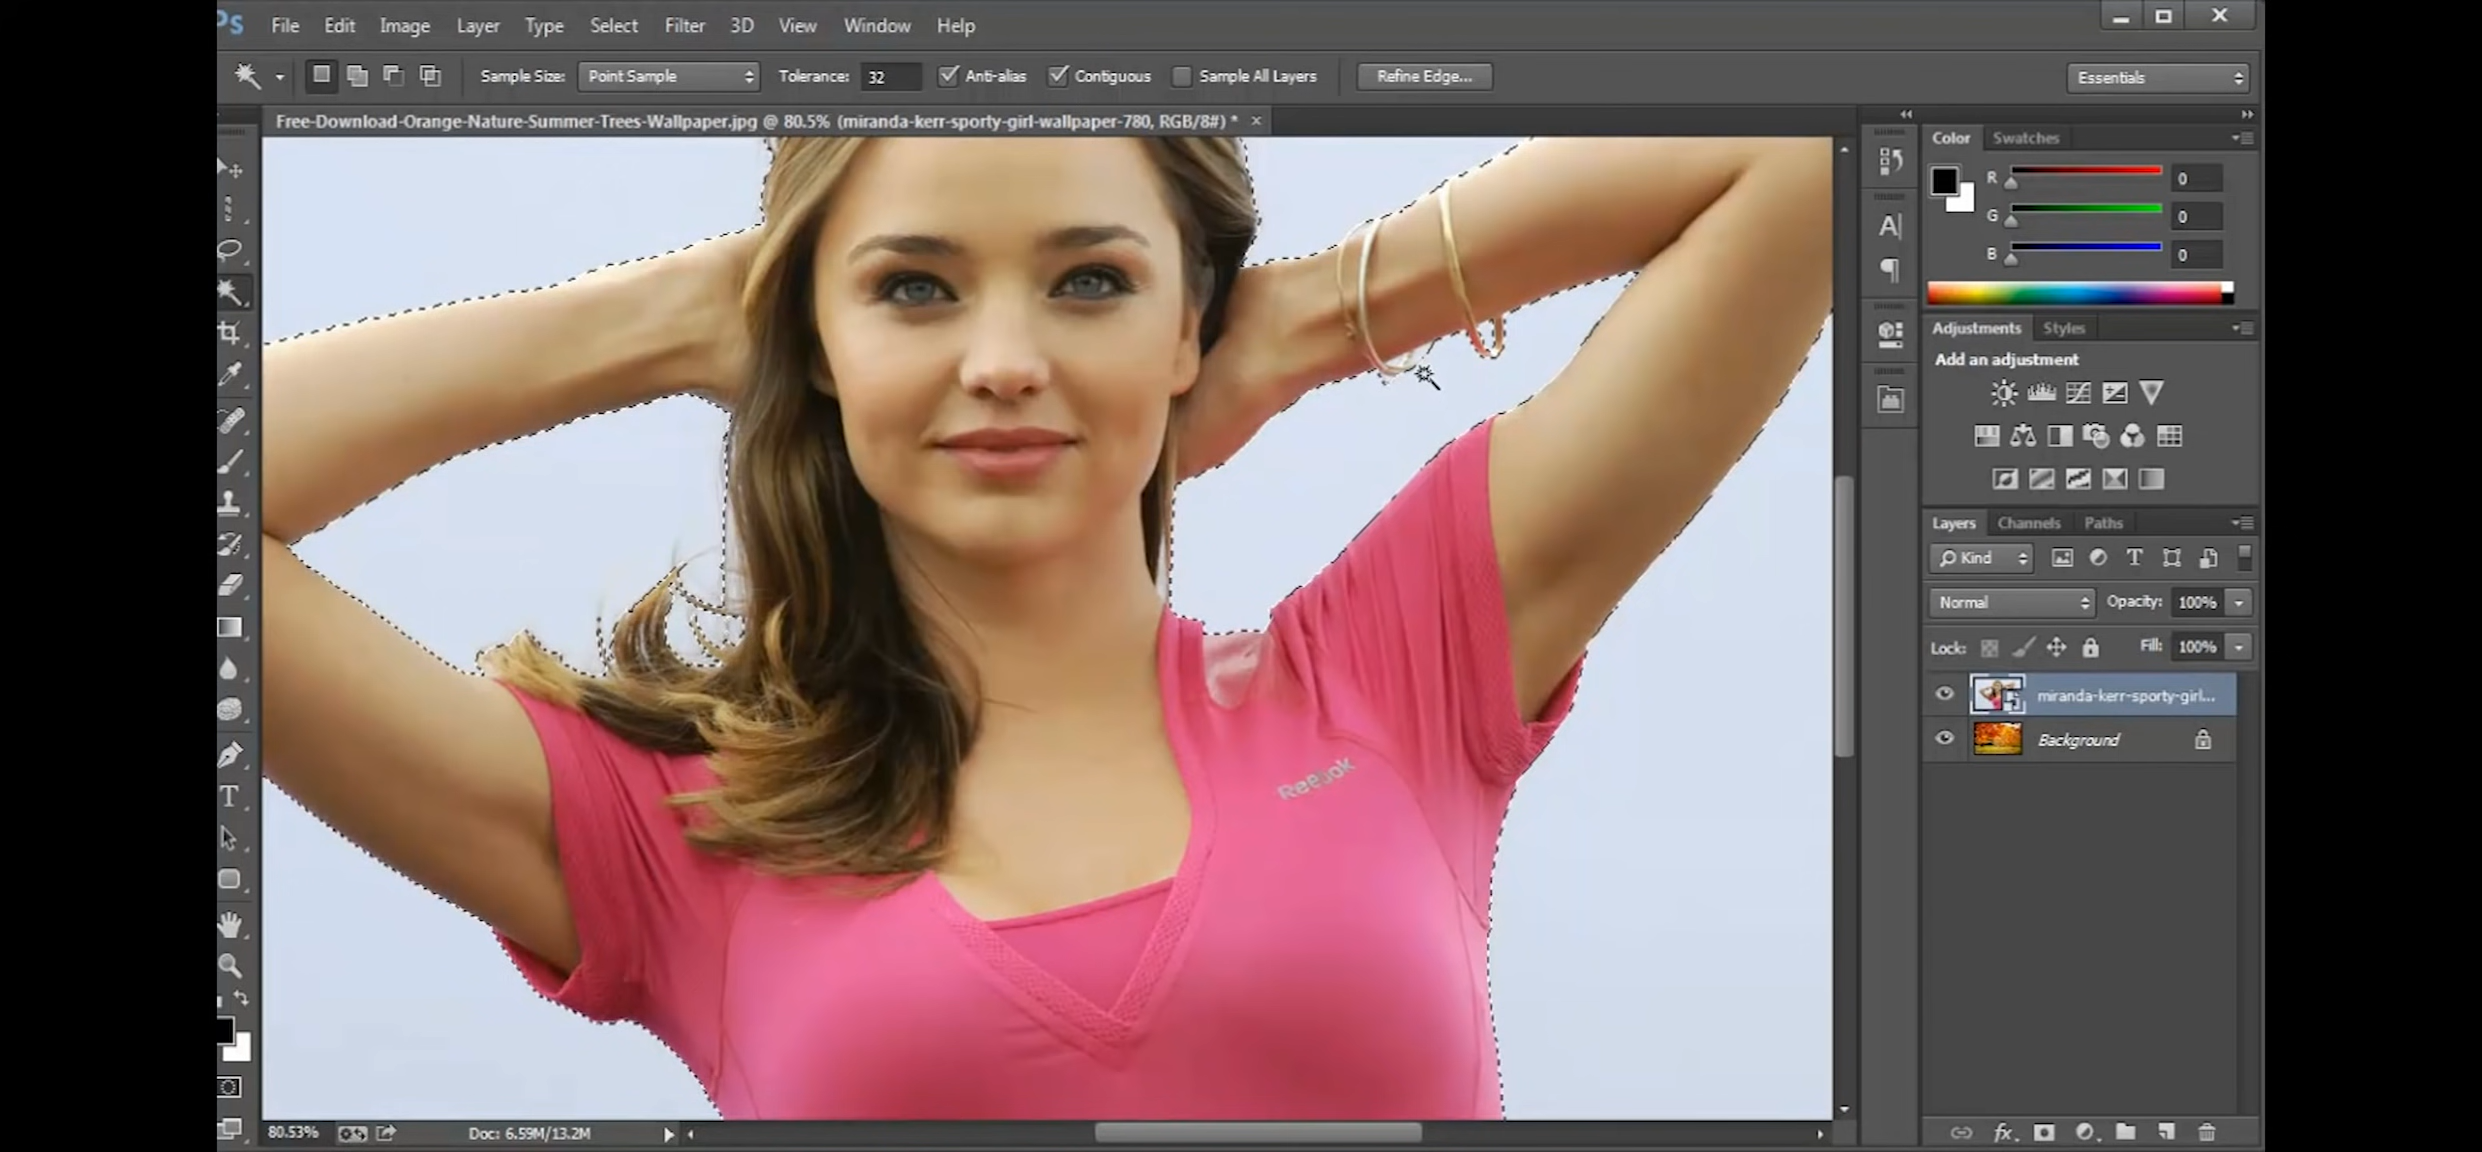 PS File Edit Image Layer Type Select Filter 3D View Window Help
Sample Size: Point Sample Tolerance: 32 Anti-alias Contiguous Sample All Layers Refine Edge... Essentials
Free-Download-Orange-Nature-Summer-Trees-Wallpaper.jpg @ 80.5% (miranda-kerr-sporty-girl-wallpaper-780, RGB/8#) *
Color Swatches
R 0
G 0
B 0
Adjustments Styles
Add an adjustment
Layers Channels Paths
Kind
Normal Opacity: 100%
Lock: Fill: 100%
miranda-kerr-sporty-girl...
Background
Reebok
80.53% Doc: 6.59M/13.2M